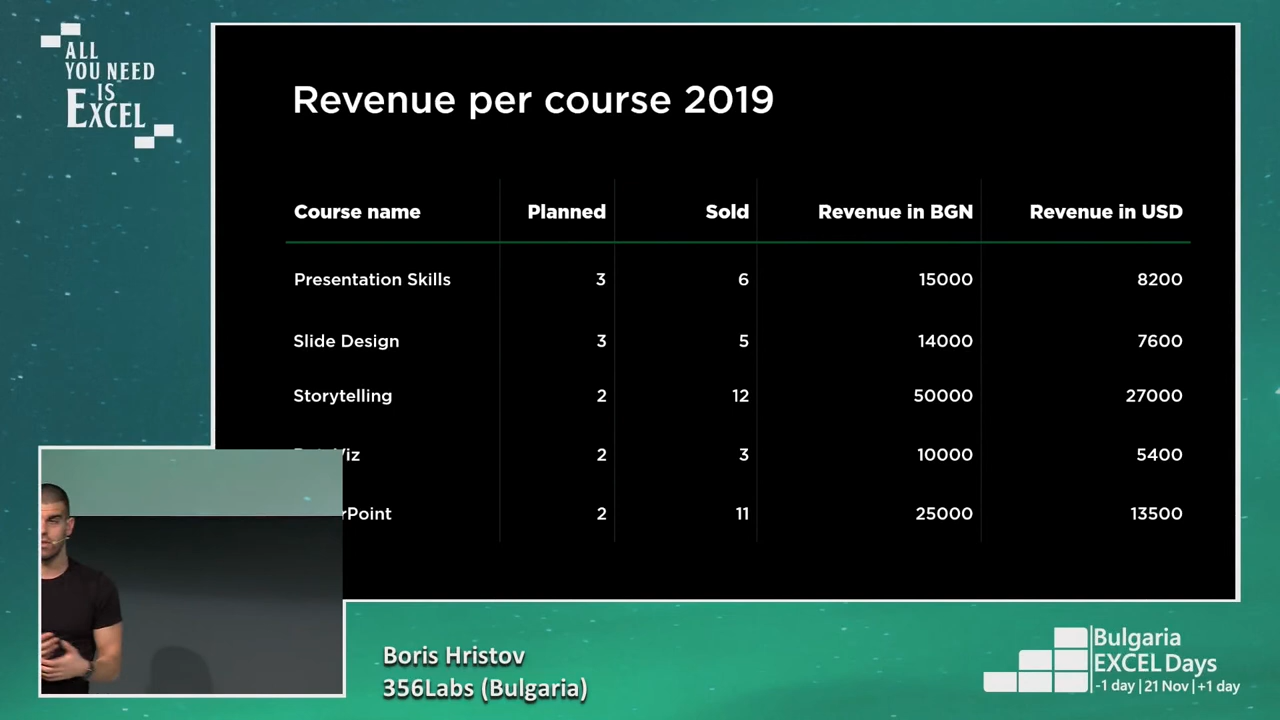 ALL
YOU NEED
IS
EXCEL
Revenue per course 2019
Course name Planned Sold Revenue in BGN Revenue in USD
Presentation Skills 3 6 15000 8200
Slide Design 3 5 14000 7600
Storytelling 2 12 50000 27000
2 3 10000 5400
2 11 25000 13500
Boris Hristov
356Labs (Bulgaria)
Bulgaria
EXCEL Days
-1 day | 21 Nov | +1 day